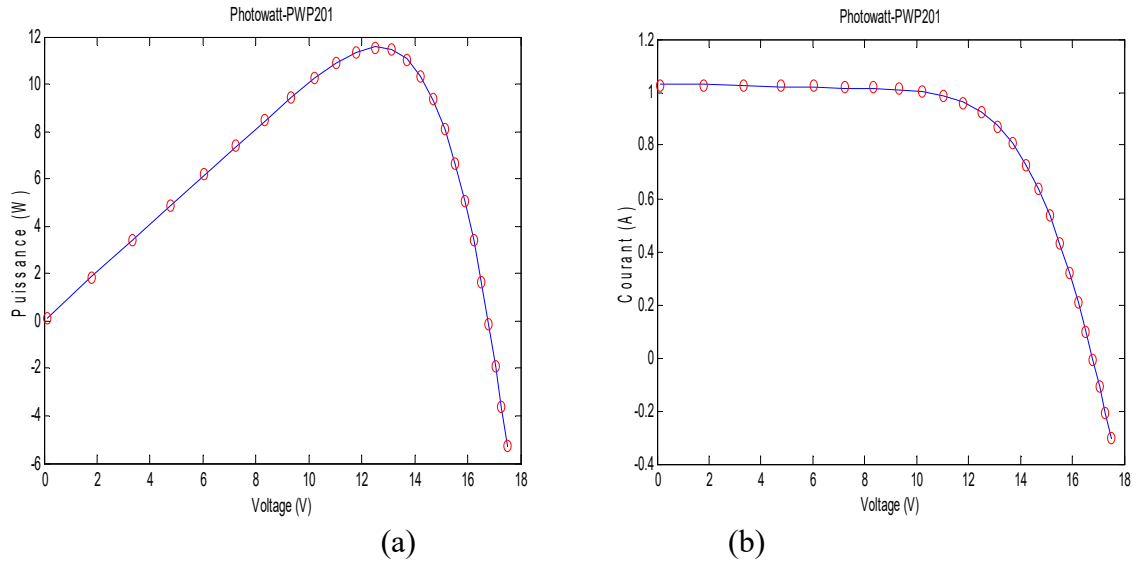 Photowatt-PWP201
12
10
8
6
4
2
0
-2
-4
-6
Puissance (W)
0 2 4 6 8 10 12 14 16 18
Voltage (V)
(a)
Photowatt-PWP201
1.2
1
0.8
0.6
0.4
0.2
0
-0.2
-0.4
Courant (A)
0 2 4 6 8 10 12 14 16 18
Voltage (V)
(b)